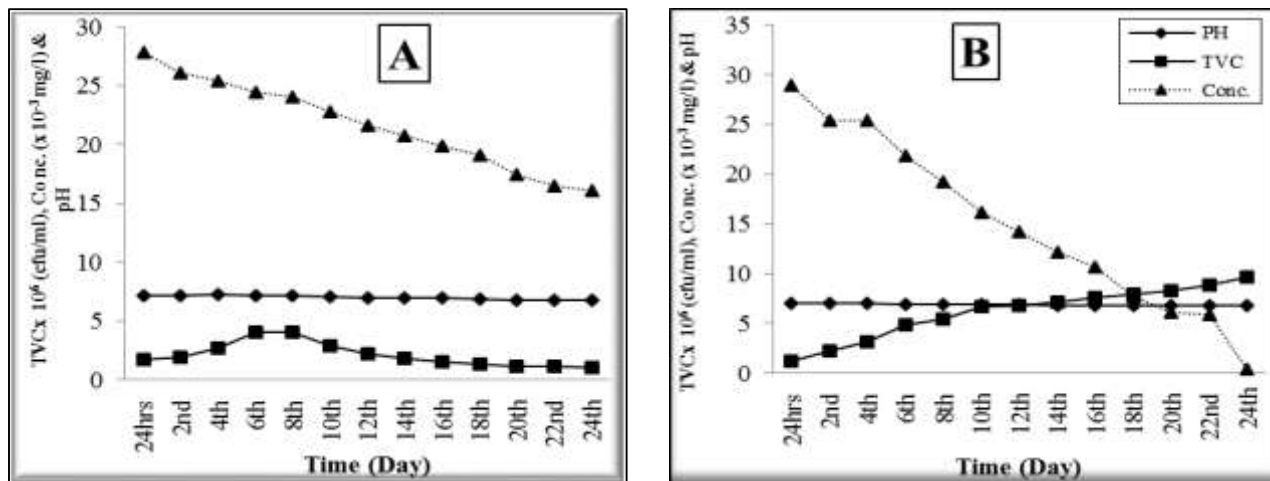 A
TVCx 10⁶ (cfu/ml), Conc. (x 10⁻³ mg/l) &
pH
30
25
20
15
10
5
0
24hrs
2nd
4th
6th
8th
10th
12th
14th
16th
18th
20th
22nd
24th
Time (Day)
B
PH
TVC
Conc.
TVCx 10⁶ (cfu/ml), Conc. (x 10⁻³ mg/l) & pH
35
30
25
20
15
10
5
0
24hrs
2nd
4th
6th
8th
10th
12th
14th
16th
18th
20th
22nd
24th
Time (Day)